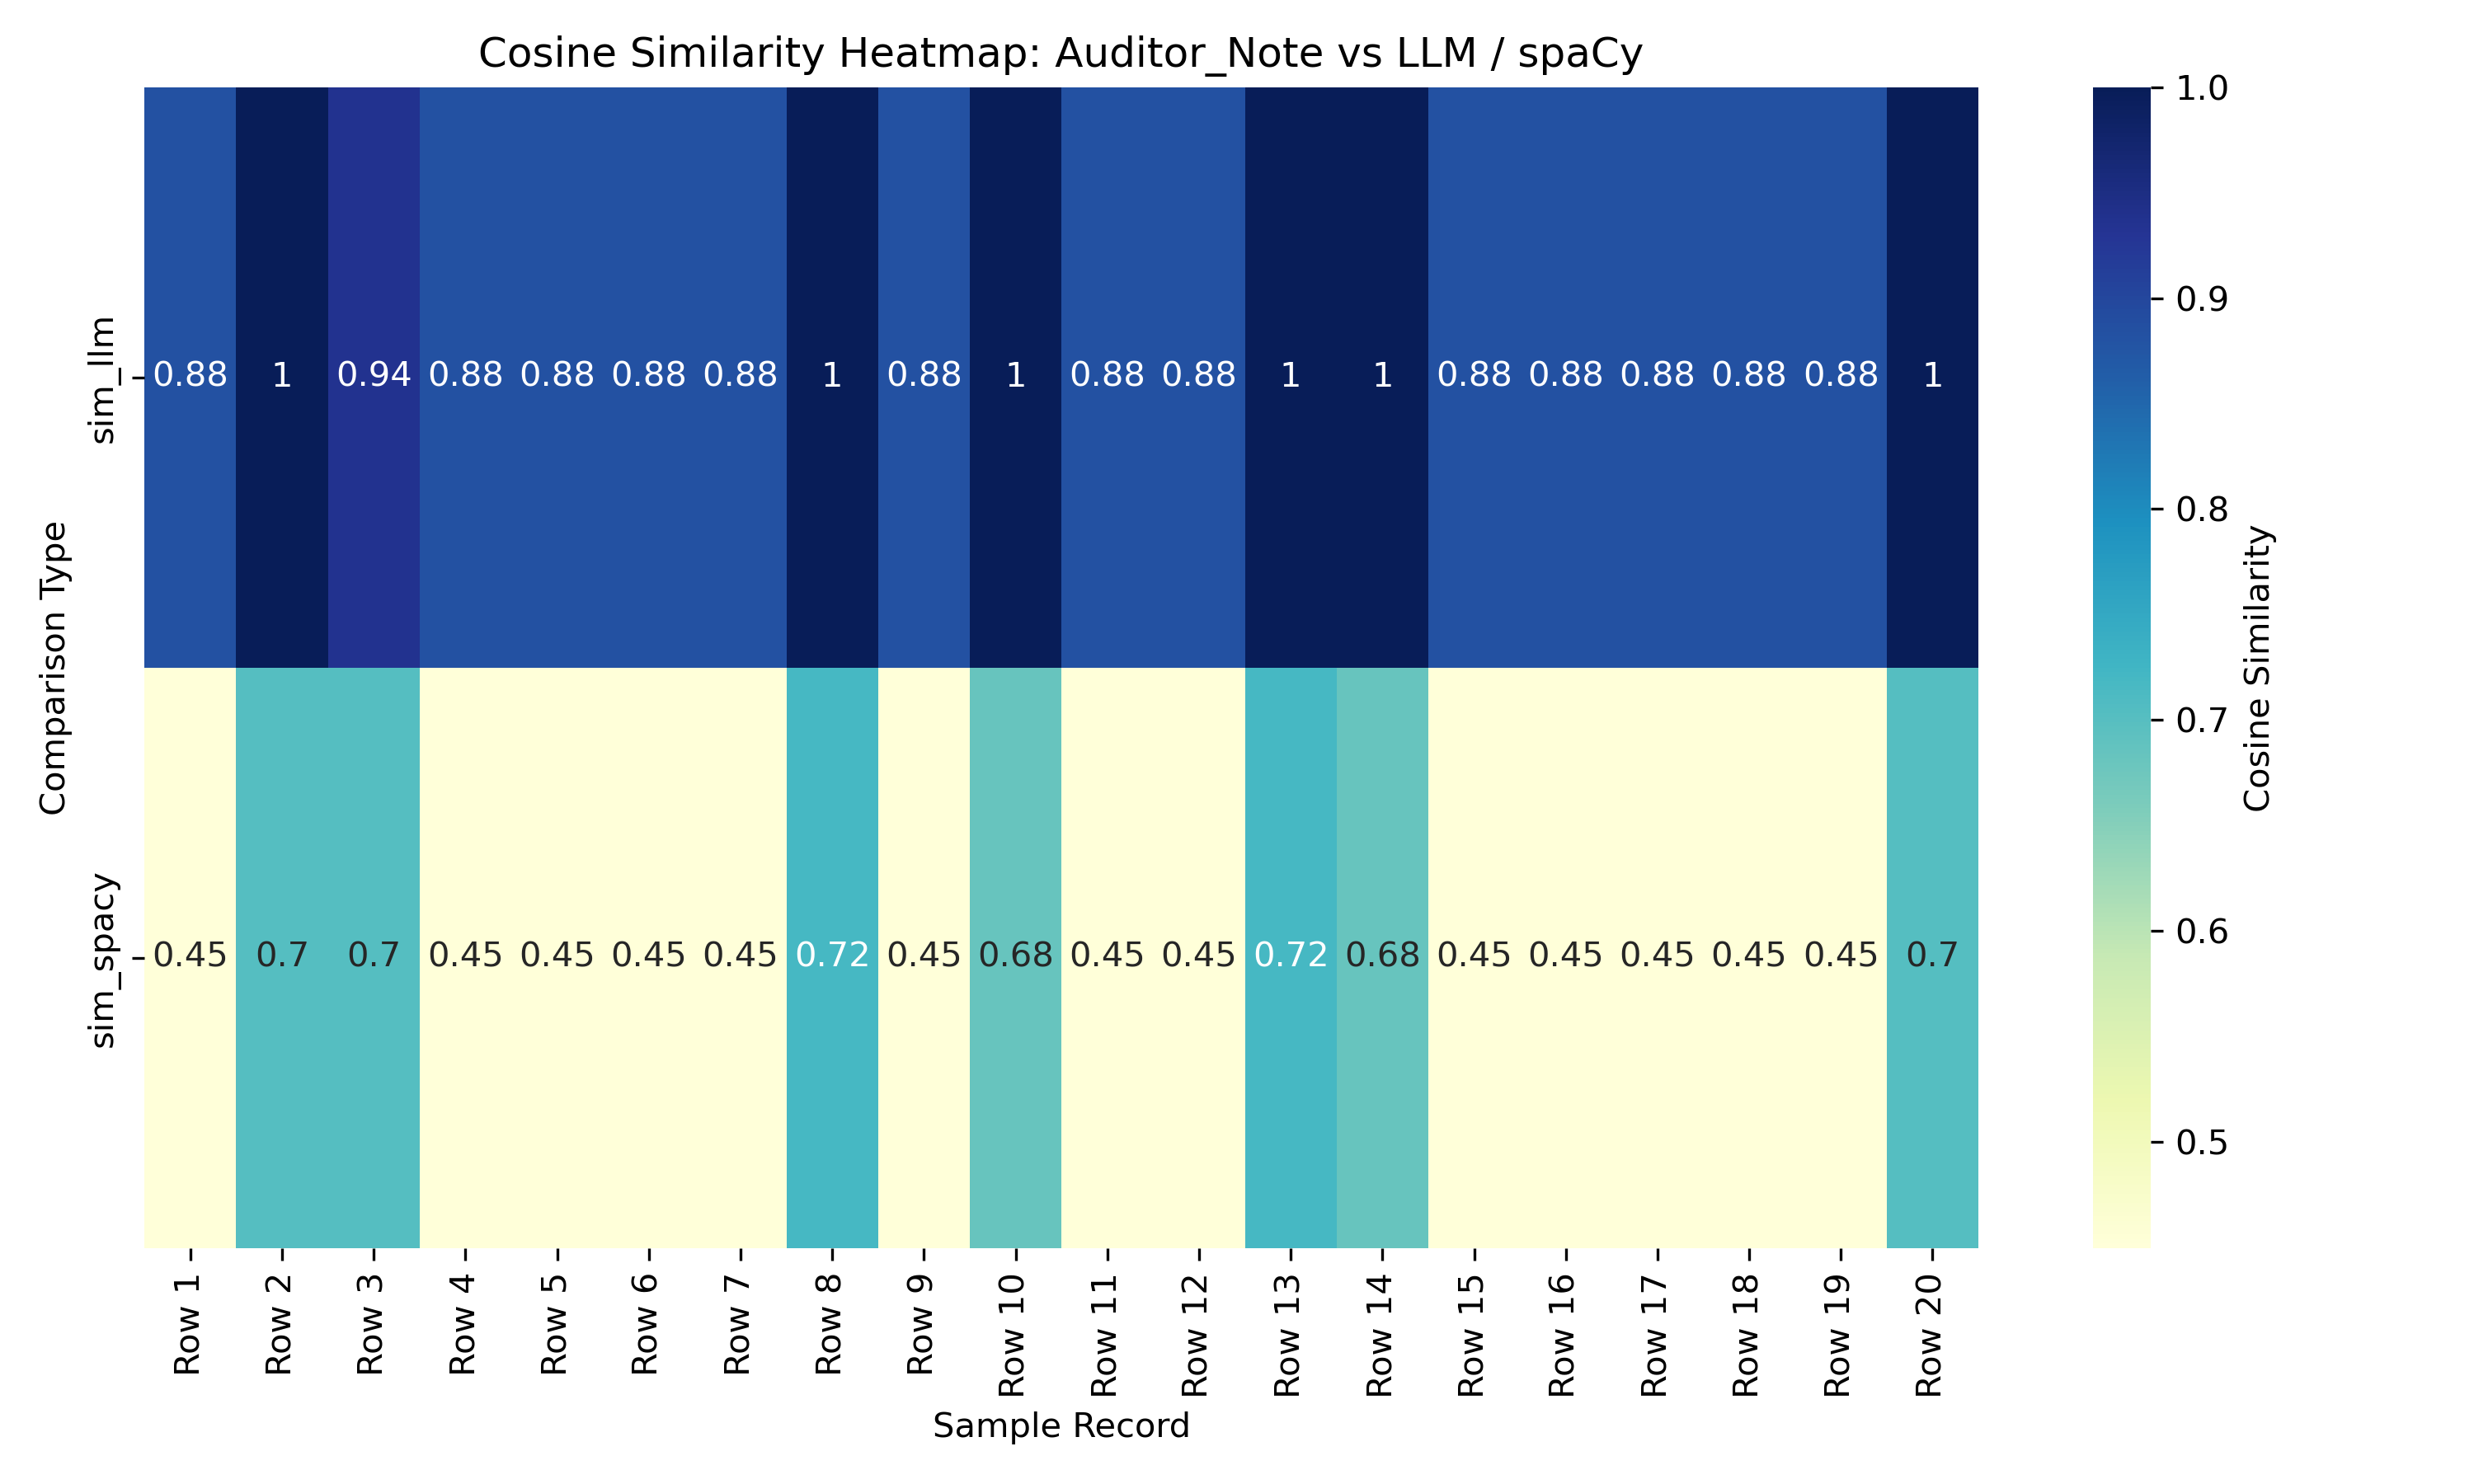 Cosine Similarity Heatmap: Auditor_Note vs LLM / spaCy
Comparison Type
sim_llm
0.88 1 0.94 0.88 0.88 0.88 0.88 1 0.88 1 0.88 0.88 1 1 0.88 0.88 0.88 0.88 0.88 1
sim_spacy
0.45 0.7 0.7 0.45 0.45 0.45 0.45 0.72 0.45 0.68 0.45 0.45 0.72 0.68 0.45 0.45 0.45 0.45 0.45 0.7
Row 1 Row 2 Row 3 Row 4 Row 5 Row 6 Row 7 Row 8 Row 9 Row 10 Row 11 Row 12 Row 13 Row 14 Row 15 Row 16 Row 17 Row 18 Row 19 Row 20
Sample Record
1.0
0.9
0.8
0.7
0.6
0.5
Cosine Similarity